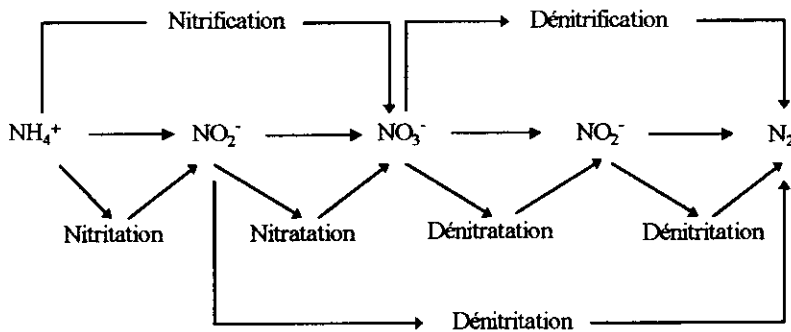 Nitrification Dénitrification
NH₄⁺ NO₂⁻ NO₃⁻ NO₂⁻ N₂
Nitritation Nitratation Dénitratation Dénitritation
Dénitritation